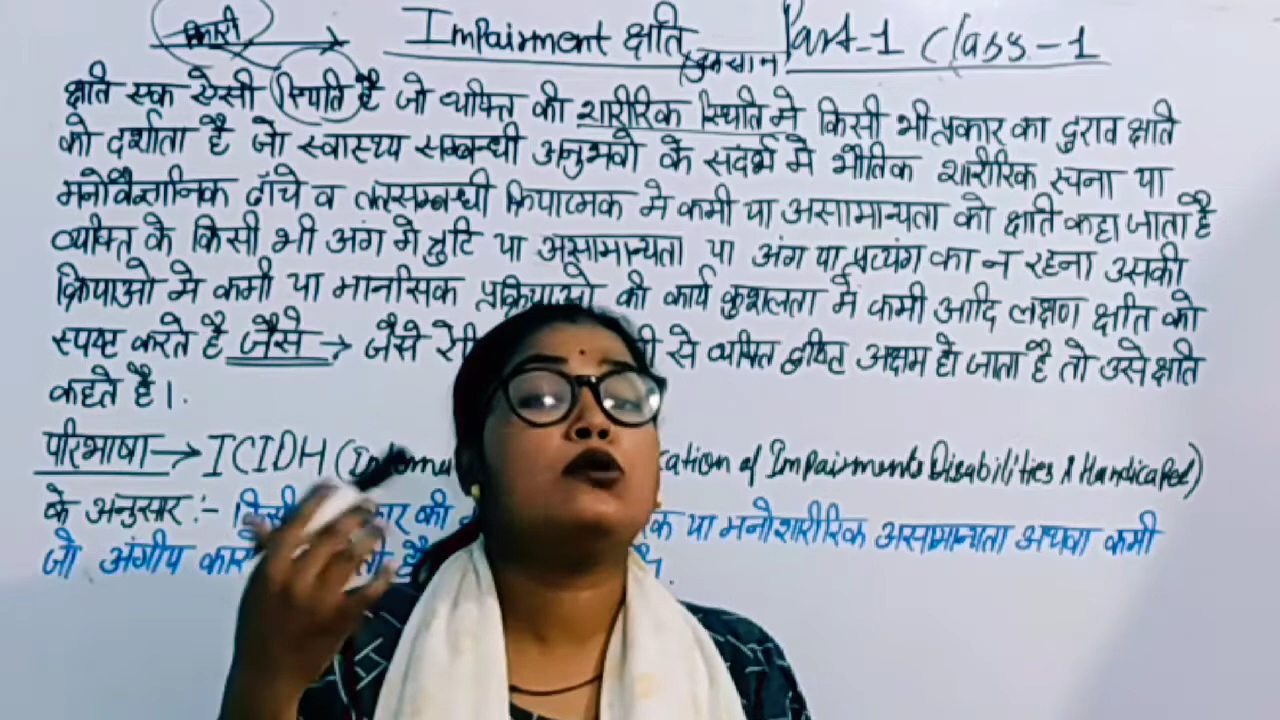 Impairment क्षति Part-1 Class-1
(नुकसान)
क्षति एक ऐसी स्थिति है जो व्यक्ति की शारीरिक स्थिति मे किसी भी प्रकार का दुराव क्षति
को दर्शाता है जो स्वास्थ्य सम्बन्धी अनुभवो के संदर्भ मे भौतिक शारीरिक रचना या
मनोवैज्ञानिक ढाँचे व तत्सम्बन्धी क्रियात्मक मे कमी या असामान्यता को क्षति कहा जाता है
व्यक्ति के किसी भी अंग मे त्रुटि या असामान्यता या अंग या प्रत्यंग का न रहना उसकी
क्रियाओ मे कमी या मानसिक प्रक्रियाओ की कार्य कुशलता मे कमी आदि लक्षण क्षति को
स्पष्ट करते है जैसे → जैसे से व्यक्ति दृष्टि अक्षम हो जाता है तो उसे क्षति
कहते है।
परिभाषा → ICIDH ( of Impairments Disabilities & Handicaped)
के अनुसार :- किसी की या मनोशारीरिक असामान्यता अथवा कमी
जो अंगीय है